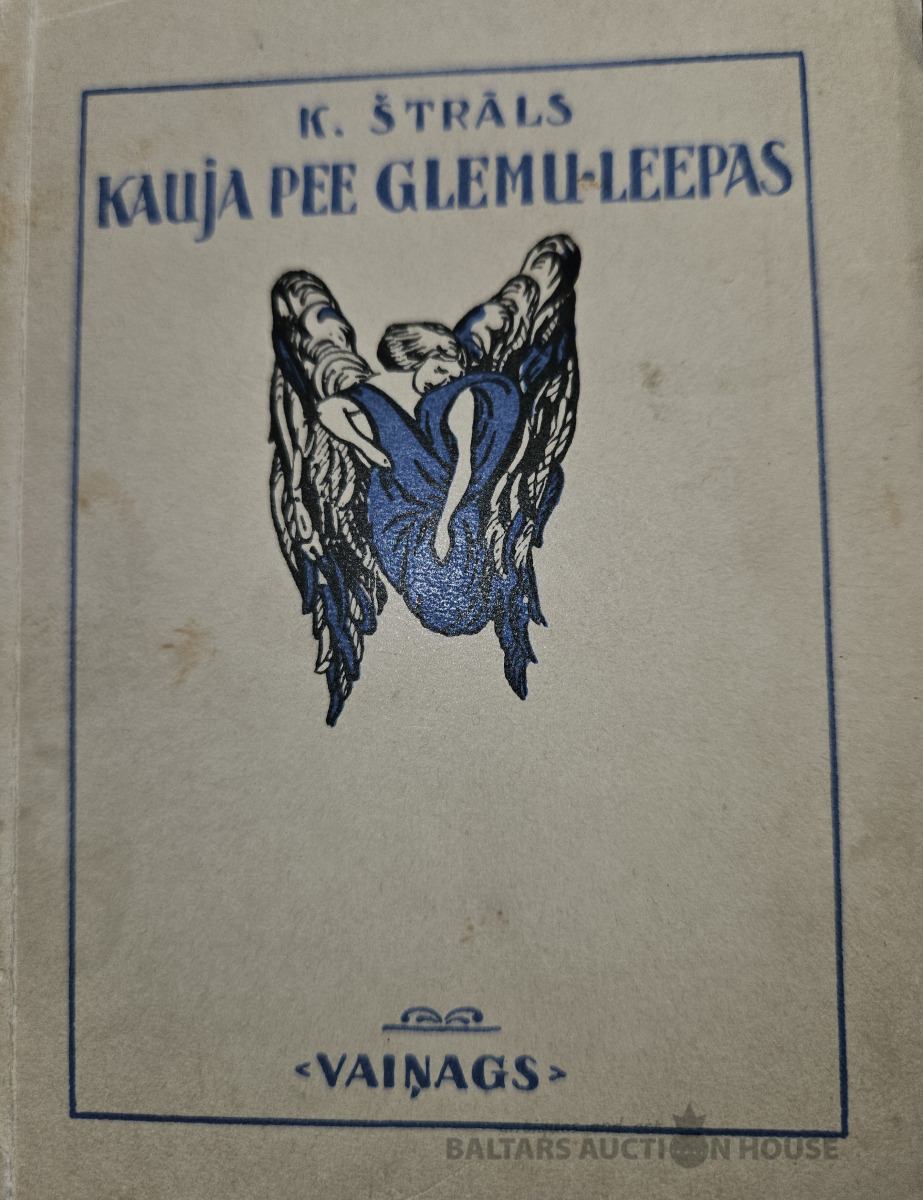 K. ŠTRĀLS
KAUJA PEE GLEMU-LEEPAS
<VAIŅAGS>
BALTARS AUCTION HOUSE